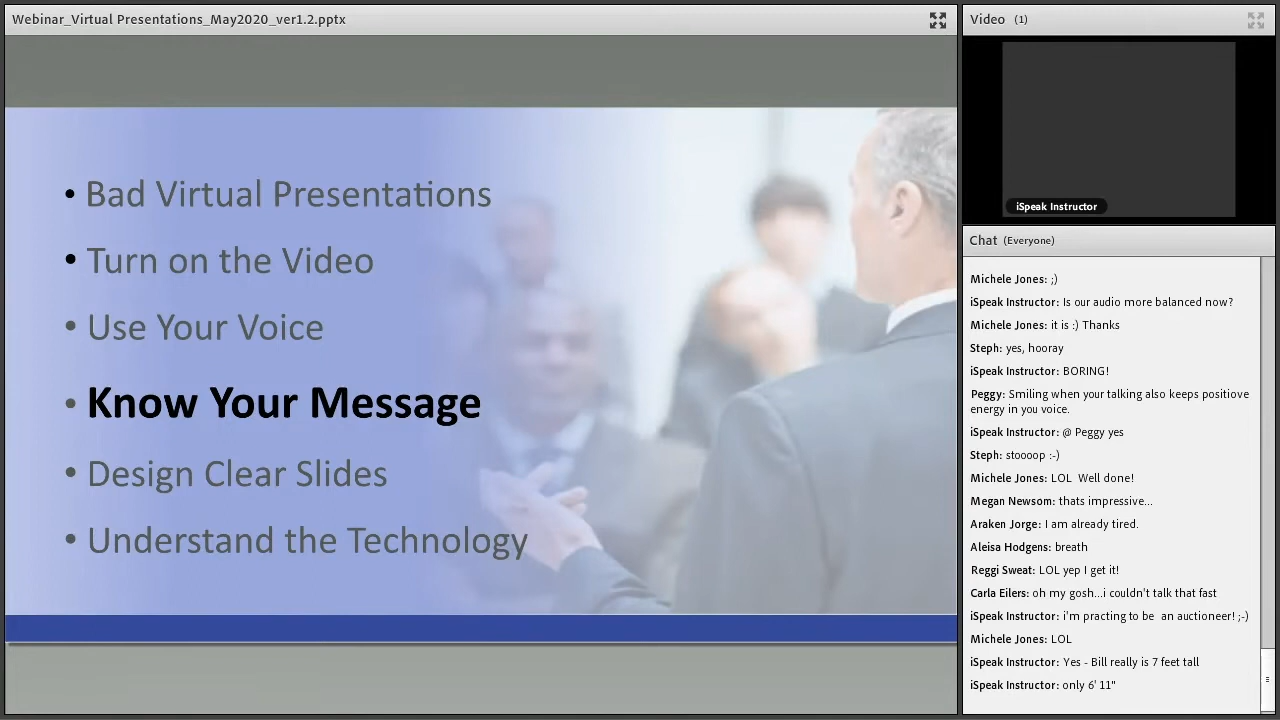 Webinar_Virtual Presentations_May2020_ver1.2.pptx
• Bad Virtual Presentations
• Turn on the Video
• Use Your Voice
• Know Your Message
• Design Clear Slides
• Understand the Technology
Video (1)
iSpeak Instructor
Chat (Everyone)
Michele Jones: ;)
iSpeak Instructor: Is our audio more balanced now?
Michele Jones: it is :) Thanks
Steph: yes, hooray
iSpeak Instructor: BORING!
Peggy: Smiling when your talking also keeps positiove
energy in you voice.
iSpeak Instructor: @ Peggy yes
Steph: stoooop :-)
Michele Jones: LOL  Well done!
Megan Newsom: thats impressive...
Araken Jorge: I am already tired.
Aleisa Hodgens: breath
Reggi Sweat: LOL yep I get it!
Carla Eilers: oh my gosh...i couldn't talk that fast
iSpeak Instructor: i'm practing to be  an auctioneer! ;-)
Michele Jones: LOL
iSpeak Instructor: Yes - Bill really is 7 feet tall
iSpeak Instructor: only 6' 11"